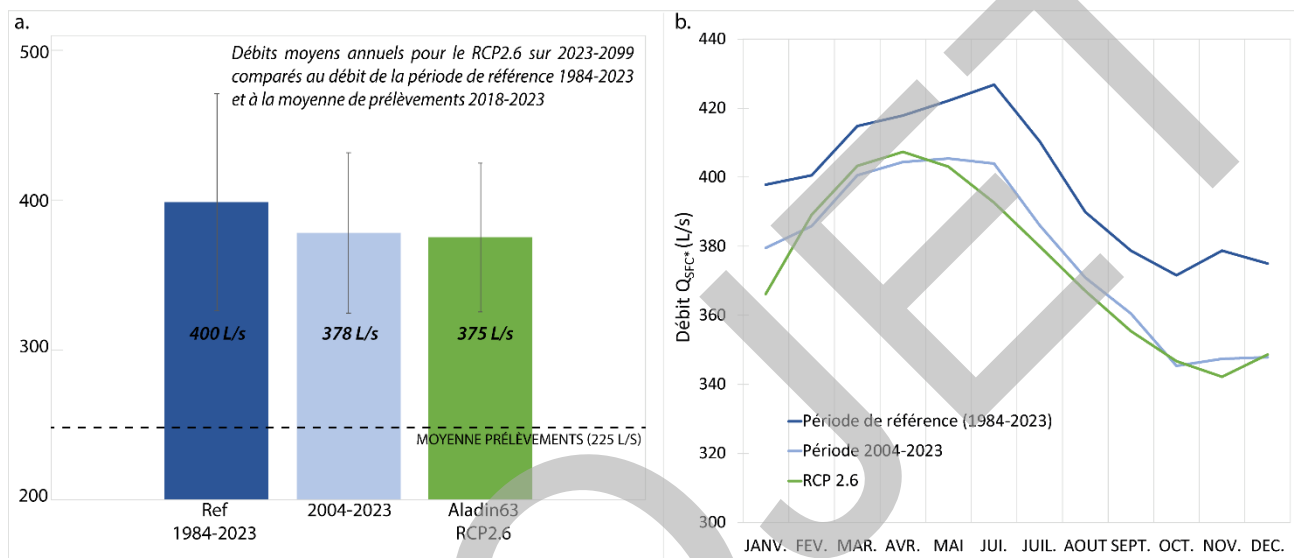 a.
Débits moyens annuels pour le RCP2.6 sur 2023-2099
comparés au débit de la période de référence 1984-2023
et à la moyenne de prélèvements 2018-2023
500
400
300
200
400 L/s
378 L/s
375 L/s
MOYENNE PRÉLÈVEMENTS (225 L/S)
Ref
1984-2023
2004-2023
Aladin63
RCP2.6
b.
Débit QSFC* (L/s)
440
420
400
380
360
340
320
300
Période de référence (1984-2023)
Période 2004-2023
RCP 2.6
JANV. FEV. MAR. AVR. MAI JUI. JUIL. AOUT SEPT. OCT. NOV. DEC.
OJET